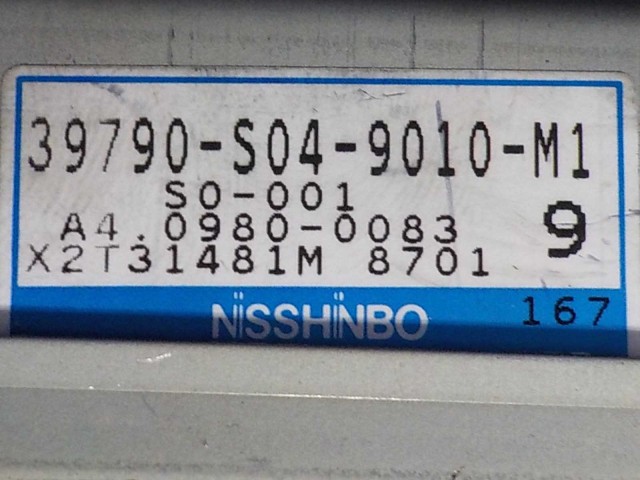 39790-S04-9010-M1
S0-001
A4.0980-0083
9
X2T31481M 8701
NISSHINBO
167